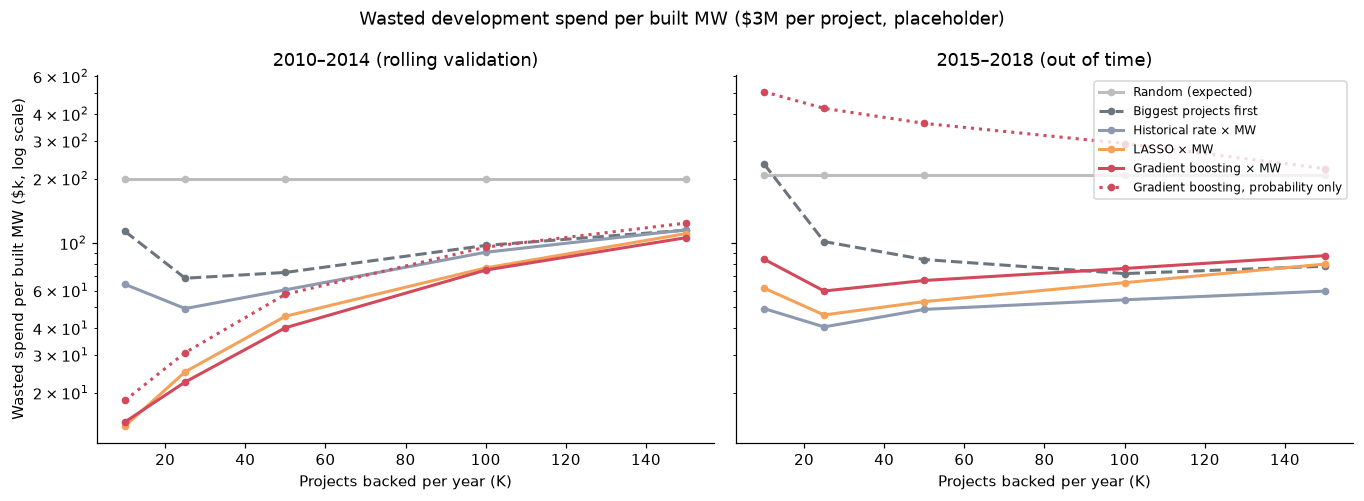 Wasted development spend per built MW ($3M per project, placeholder)
2010–2014 (rolling validation)
2015–2018 (out of time)
Wasted spend per built MW ($k, log scale)
6 × 10²
4 × 10²
3 × 10²
2 × 10²
10²
6 × 10¹
4 × 10¹
3 × 10¹
2 × 10¹
Random (expected)
Biggest projects first
Historical rate × MW
LASSO × MW
Gradient boosting × MW
Gradient boosting, probability only
20 40 60 80 100 120 140
20 40 60 80 100 120 140
Projects backed per year (K)
Projects backed per year (K)